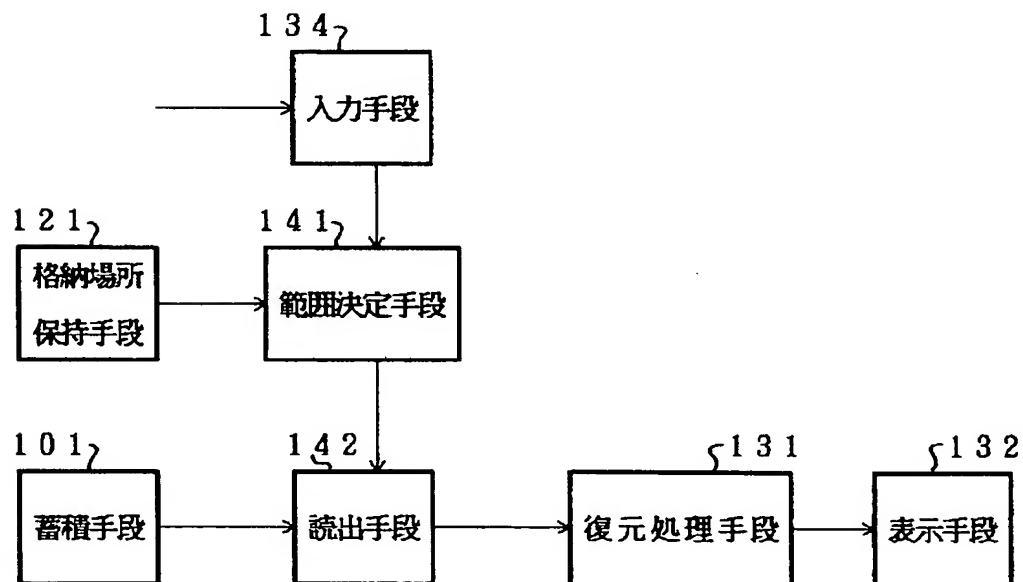 134
入力手段
121
141
格納場所
保持手段
範囲決定手段
101
142
131
132
蓄積手段
読出手段
復元処理手段
表示手段